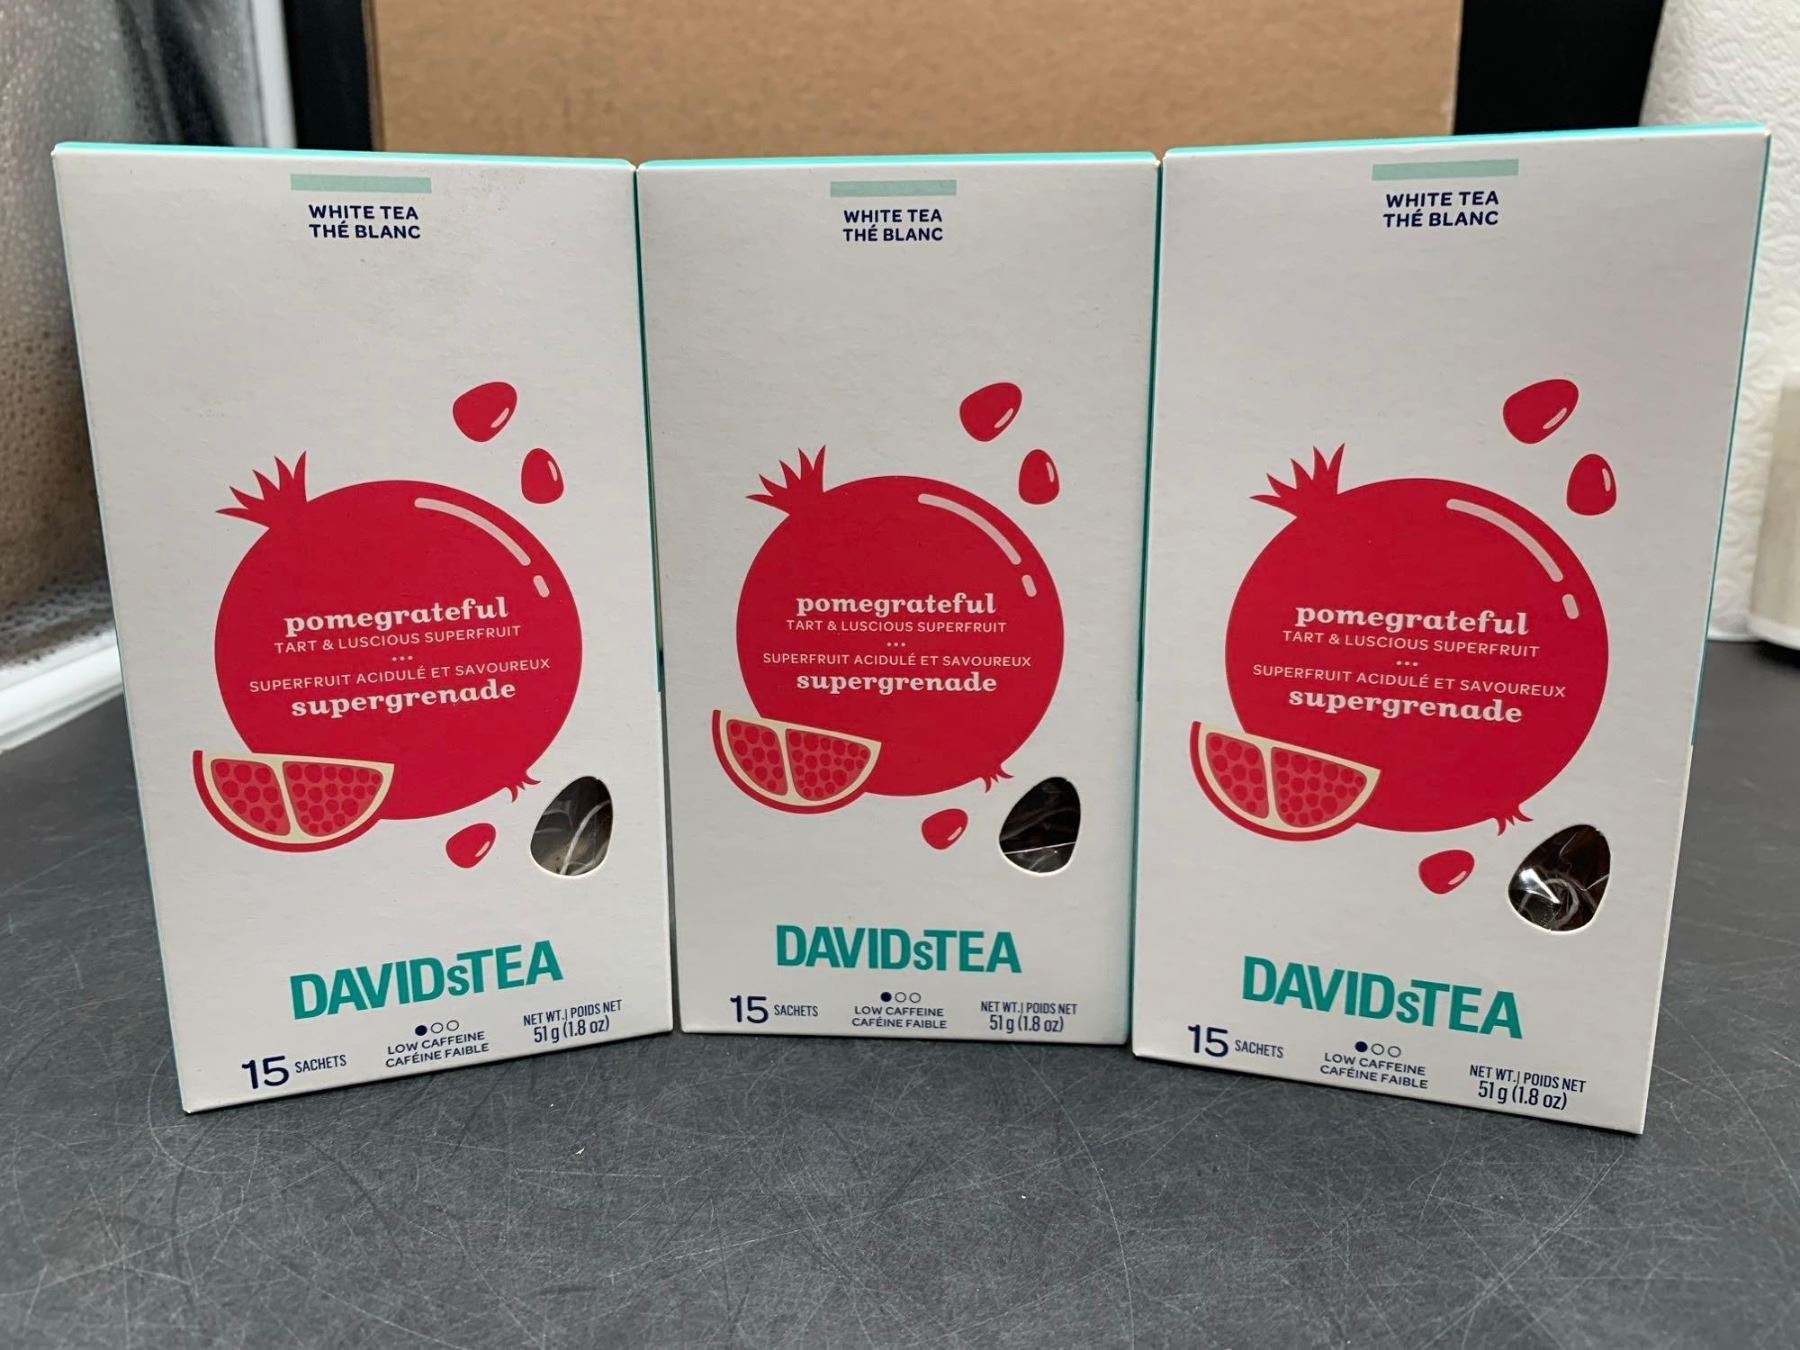 WHITE TEA
THÉ BLANC
pomegrateful
TART & LUSCIOUS SUPERFRUIT
SUPERFRUIT ACIDULÉ ET SAVOUREUX
supergrenade
DAVIDsTEA
15 SACHETS
LOW CAFFEINE
CAFÉINE FAIBLE
NET WT. | POIDS NET
51 g (1.8 oz)
WHITE TEA
THÉ BLANC
pomegrateful
TART & LUSCIOUS SUPERFRUIT
SUPERFRUIT ACIDULÉ ET SAVOUREUX
supergrenade
DAVIDsTEA
15 SACHETS
LOW CAFFEINE
CAFÉINE FAIBLE
NET WT. | POIDS NET
51 g (1.8 oz)
WHITE TEA
THÉ BLANC
pomegrateful
TART & LUSCIOUS SUPERFRUIT
SUPERFRUIT ACIDULÉ ET SAVOUREUX
supergrenade
DAVIDsTEA
15 SACHETS
LOW CAFFEINE
CAFÉINE FAIBLE
NET WT. | POIDS NET
51 g (1.8 oz)